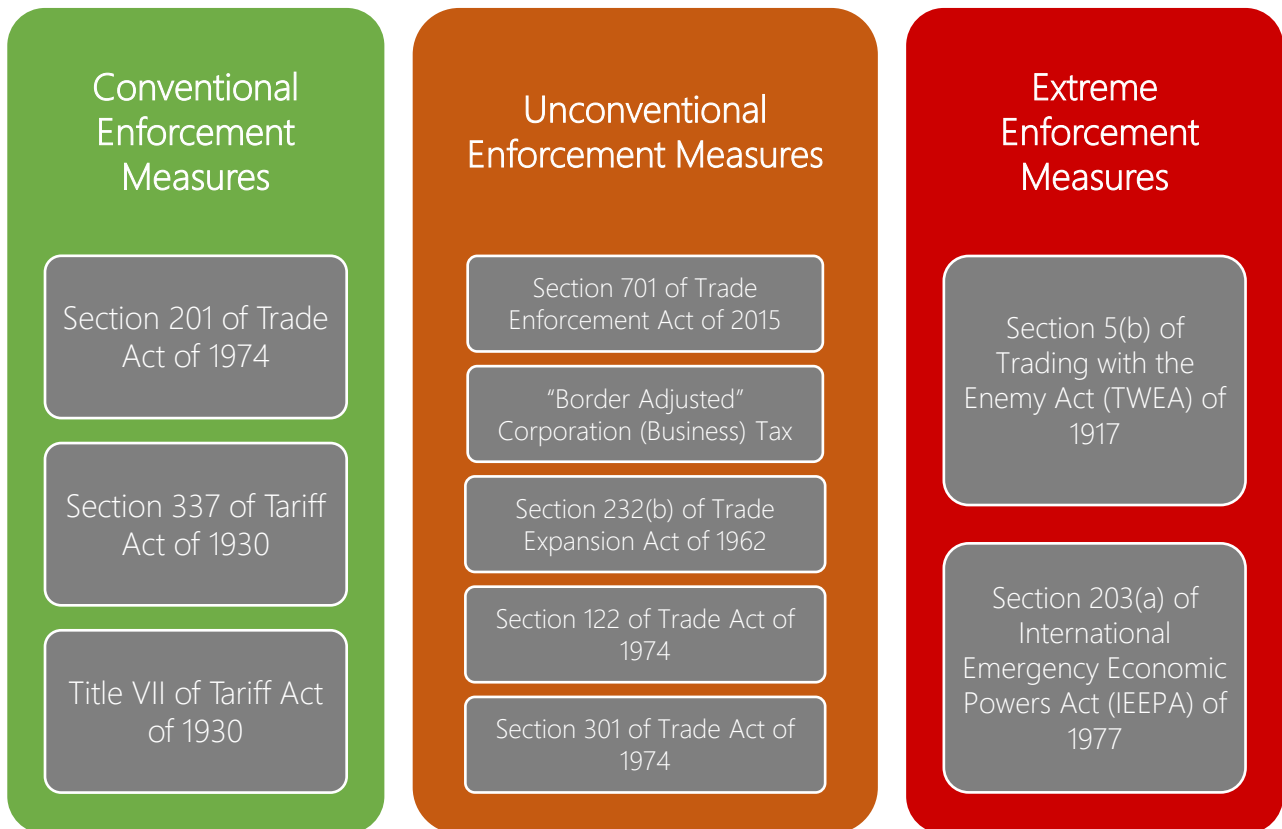 Conventional
Enforcement
Measures
Section 201 of Trade
Act of 1974
Section 337 of Tariff
Act of 1930
Title VII of Tariff Act
of 1930
Unconventional
Enforcement Measures
Section 701 of Trade
Enforcement Act of 2015
“Border Adjusted”
Corporation (Business) Tax
Section 232(b) of Trade
Expansion Act of 1962
Section 122 of Trade Act of
1974
Section 301 of Trade Act of
1974
Extreme
Enforcement
Measures
Section 5(b) of
Trading with the
Enemy Act (TWEA) of
1917
Section 203(a) of
International
Emergency Economic
Powers Act (IEEPA) of
1977